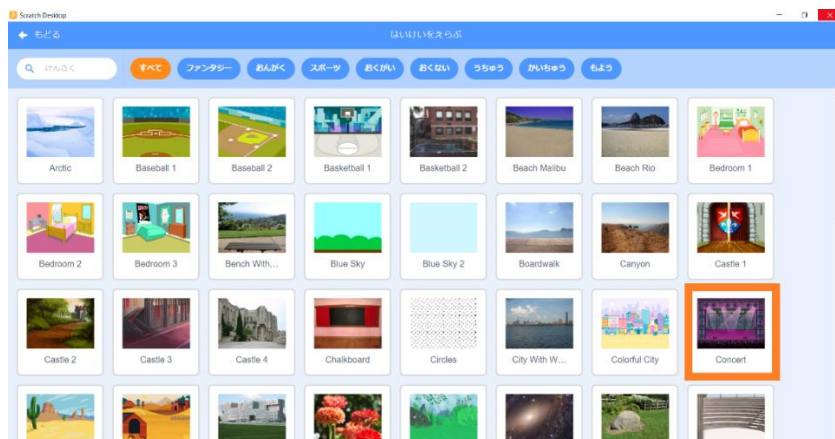 Scratch Desktop
もどる
はいけいをえらぶ
けんさく
すべて ファンタジー おんがく スポーツ おくがい おくない うちゅう かいちゅう もよう
Arctic Baseball 1 Baseball 2 Basketball 1 Basketball 2 Beach Malibu Beach Rio Bedroom 1
Bedroom 2 Bedroom 3 Bench With... Blue Sky Blue Sky 2 Boardwalk Canyon Castle 1
Castle 2 Castle 3 Castle 4 Chalkboard Circles City With W... Colorful City Concert